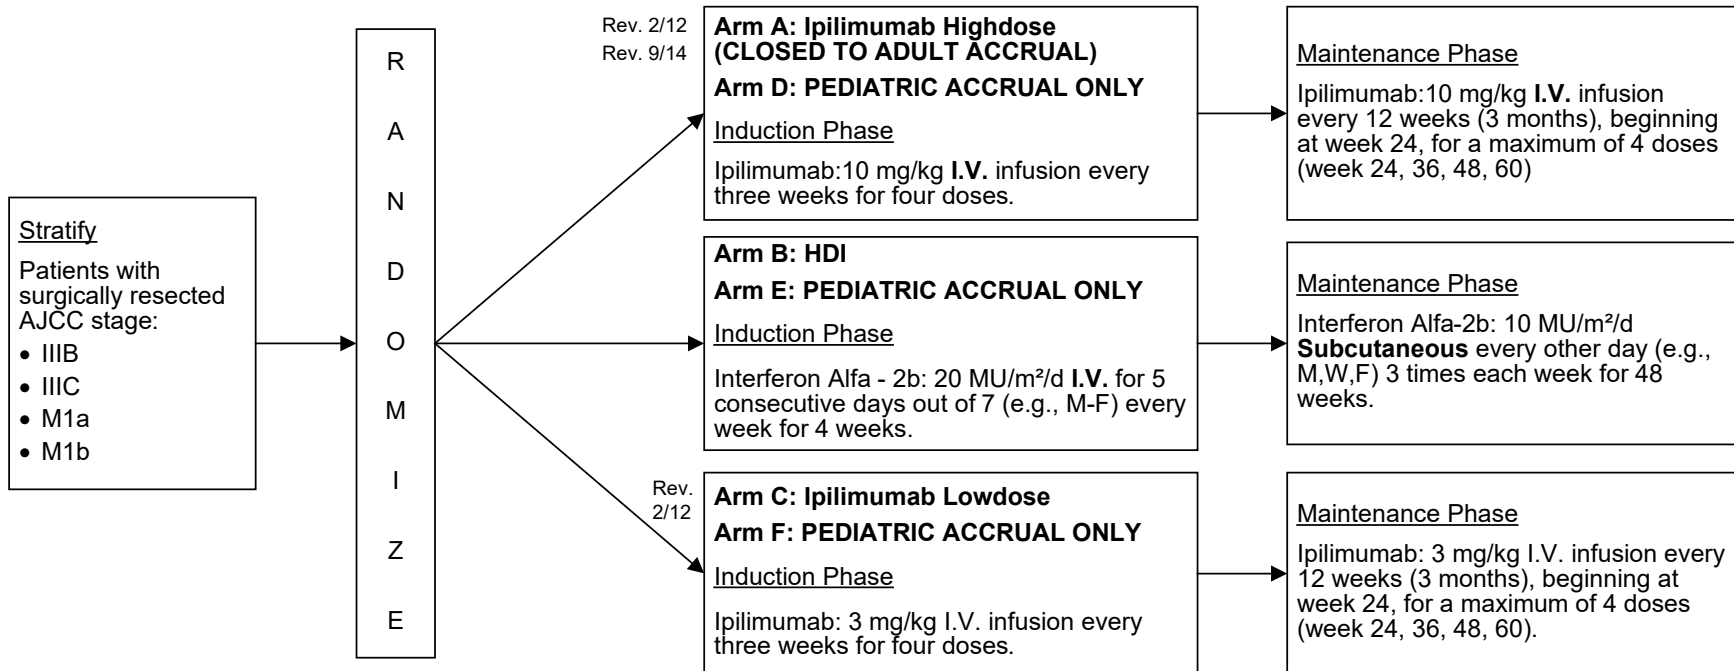 Stratify
Patients with
surgically resected
AJCC stage:
• IIIB
• IIIC
• M1a
• M1b
R
A
N
D
O
M
I
Z
E
Rev. 2/12
Rev. 9/14
Arm A: Ipilimumab Highdose
(CLOSED TO ADULT ACCRUAL)
Arm D: PEDIATRIC ACCRUAL ONLY
Induction Phase
Ipilimumab:10 mg/kg I.V. infusion every
three weeks for four doses.
Maintenance Phase
Ipilimumab:10 mg/kg I.V. infusion
every 12 weeks (3 months), beginning
at week 24, for a maximum of 4 doses
(week 24, 36, 48, 60)
Arm B: HDI
Arm E: PEDIATRIC ACCRUAL ONLY
Induction Phase
Interferon Alfa - 2b: 20 MU/m²/d I.V. for 5
consecutive days out of 7 (e.g., M-F) every
week for 4 weeks.
Maintenance Phase
Interferon Alfa-2b: 10 MU/m²/d
Subcutaneous every other day (e.g.,
M,W,F) 3 times each week for 48
weeks.
Rev.
2/12
Arm C: Ipilimumab Lowdose
Arm F: PEDIATRIC ACCRUAL ONLY
Induction Phase
Ipilimumab: 3 mg/kg I.V. infusion every
three weeks for four doses.
Maintenance Phase
Ipilimumab: 3 mg/kg I.V. infusion every
12 weeks (3 months), beginning at
week 24, for a maximum of 4 doses
(week 24, 36, 48, 60).